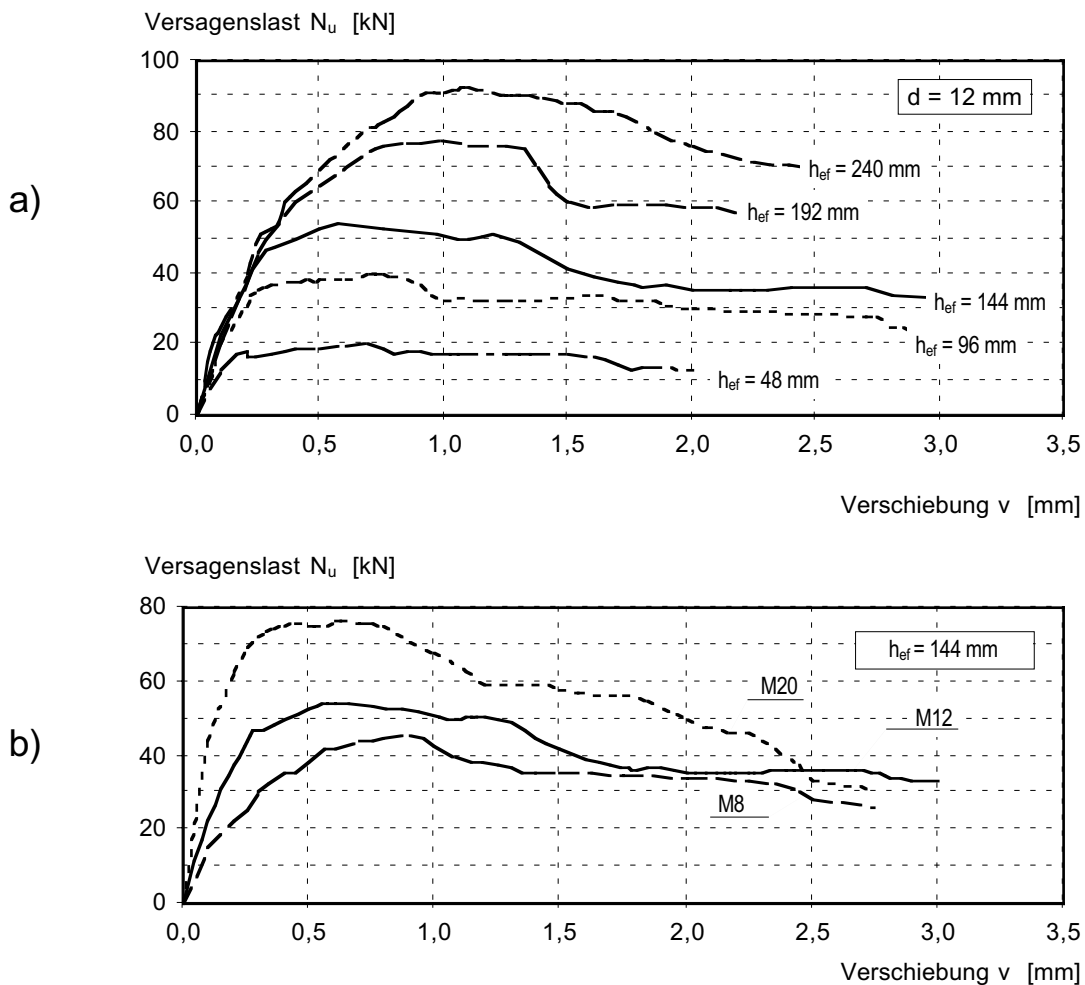 Versagenslast Nu [kN]
a)
100
80
60
40
20
0
d = 12 mm
hef = 240 mm
hef = 192 mm
hef = 144 mm
hef = 96 mm
hef = 48 mm
0,0 0,5 1,0 1,5 2,0 2,5 3,0 3,5
Verschiebung v [mm]
Versagenslast Nu [kN]
b)
80
60
40
20
0
hef = 144 mm
M20
M12
M8
0,0 0,5 1,0 1,5 2,0 2,5 3,0 3,5
Verschiebung v [mm]